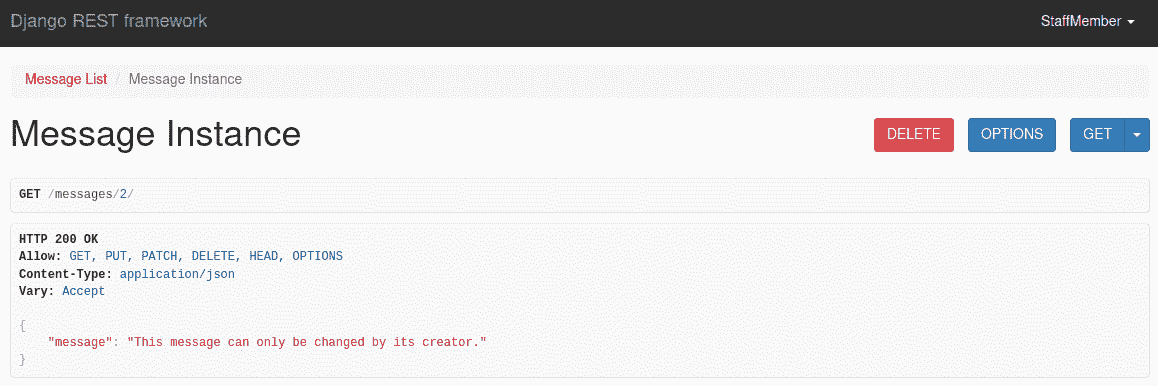 Django REST framework StaffMember
Message List / Message Instance
Message Instance DELETE OPTIONS GET
GET /messages/2/
HTTP 200 OK
Allow: GET, PUT, PATCH, DELETE, HEAD, OPTIONS
Content-Type: application/json
Vary: Accept
{
"message": "This message can only be changed by its creator."
}